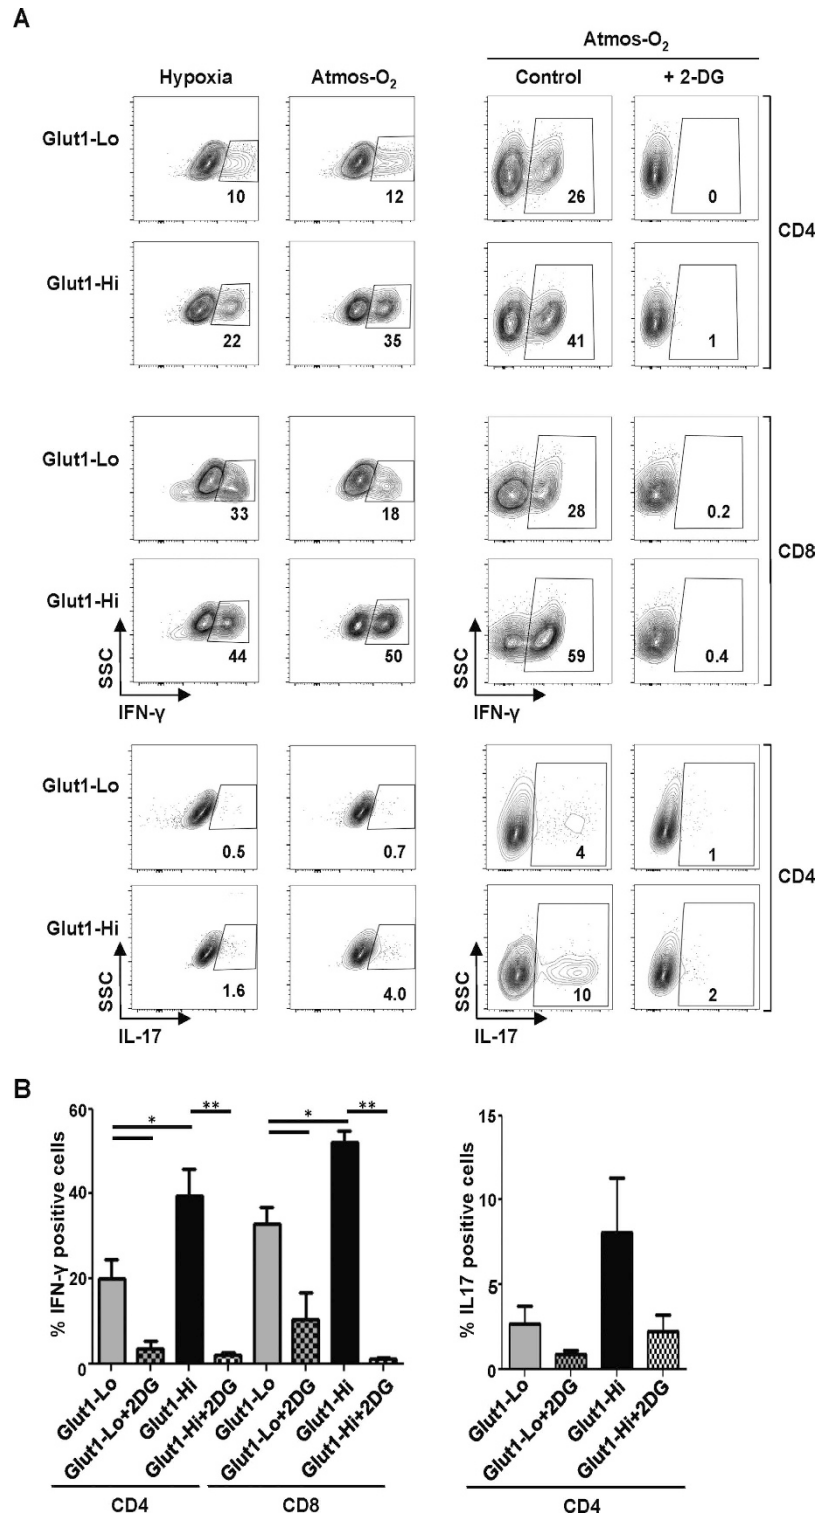 A
Atmos-O2
Hypoxia Atmos-O2 Control + 2-DG
Glut1-Lo
10 12 26 0
CD4
Glut1-Hi
22 35 41 1
Glut1-Lo
33 18 28 0.2
CD8
Glut1-Hi
44 50 59 0.4
SSC SSC
IFN-γ IFN-γ
Glut1-Lo
0.5 0.7 4 1
CD4
Glut1-Hi
1.6 4.0 10 2
SSC SSC
IL-17 IL-17
B
% IFN-γ positive cells
60
40
20
0
* ** * **
Glut1-Lo
Glut1-Lo+2DG
Glut1-Hi
Glut1-Hi+2DG
Glut1-Lo
Glut1-Lo+2DG
Glut1-Hi
Glut1-Hi+2DG
CD4 CD8
% IL17 positive cells
15
10
5
0
Glut1-Lo
Glut1-Lo+2DG
Glut1-Hi
Glut1-Hi+2DG
CD4